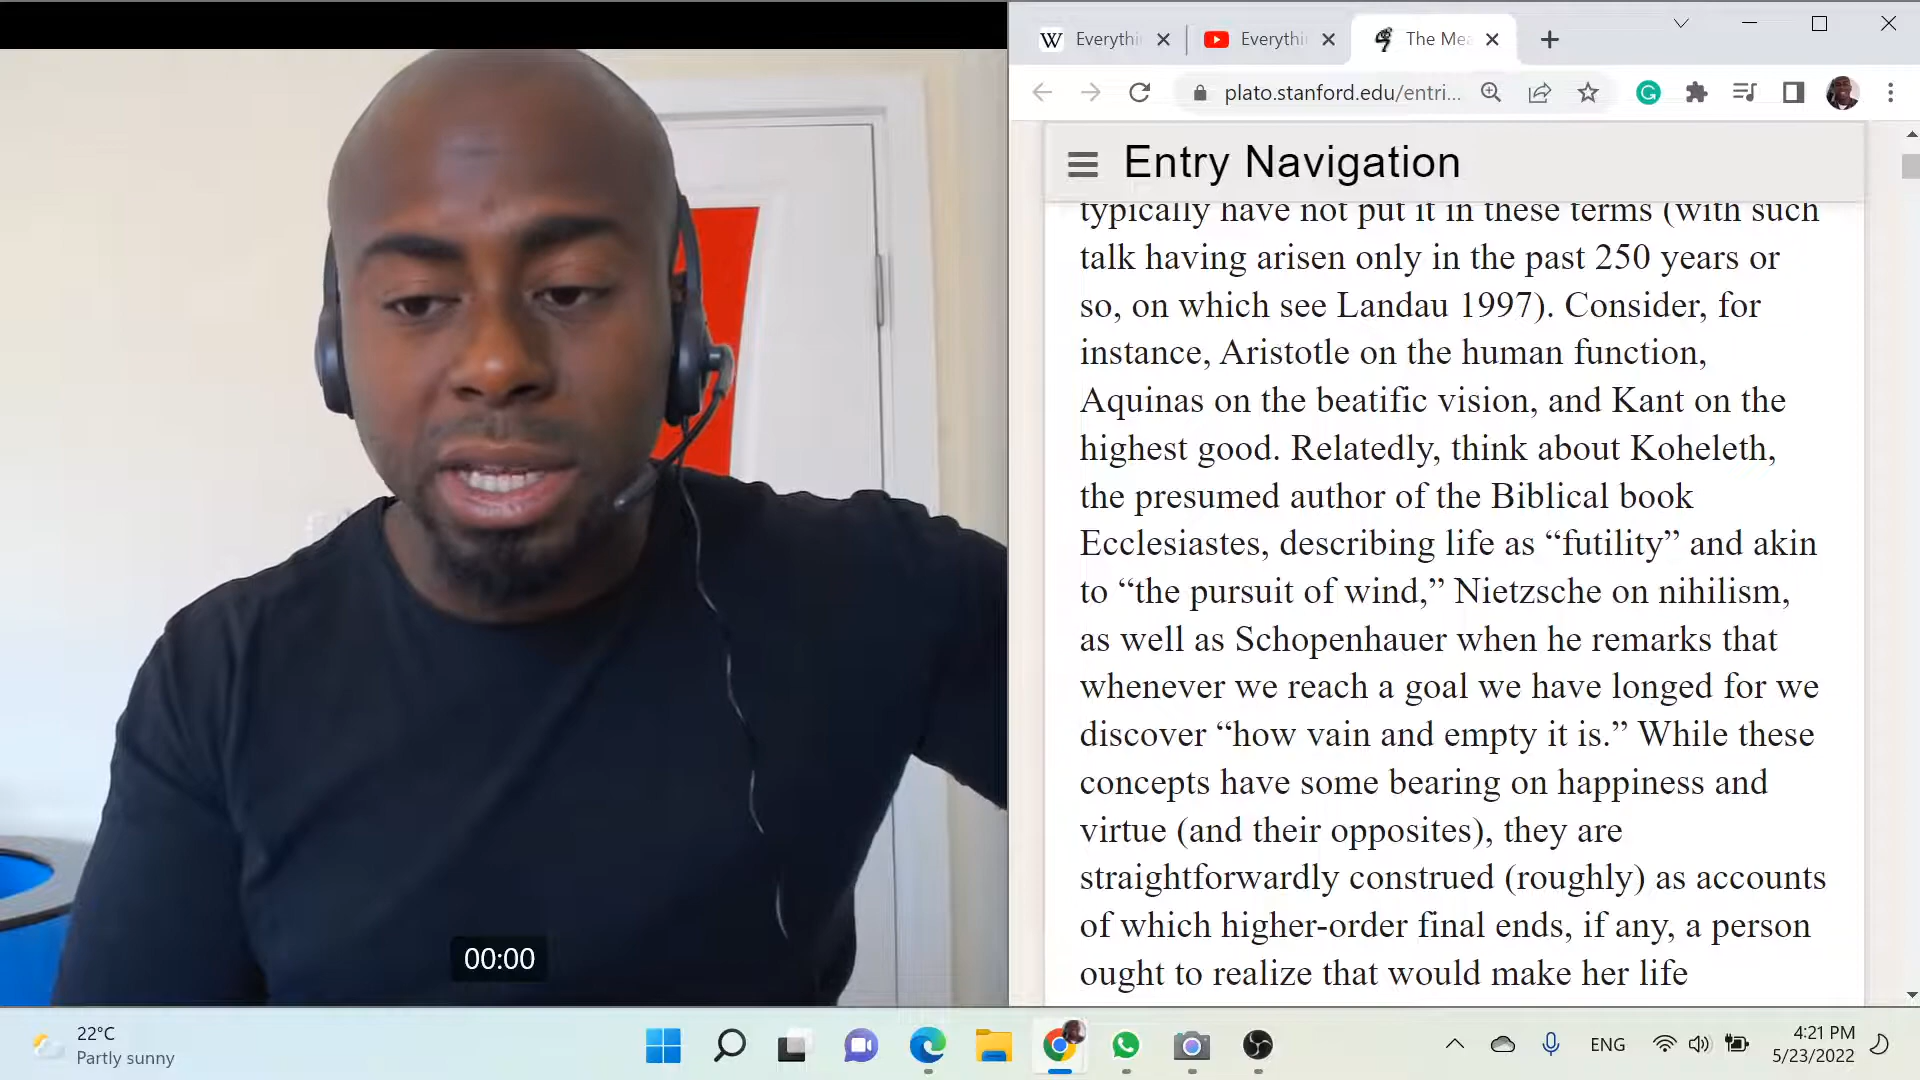 Everythi
Everythi
The Mea
plato.stanford.edu/entri...
Entry Navigation
typically have not put it in these terms (with such
talk having arisen only in the past 250 years or
so, on which see Landau 1997). Consider, for
instance, Aristotle on the human function,
Aquinas on the beatific vision, and Kant on the
highest good. Relatedly, think about Koheleth,
the presumed author of the Biblical book
Ecclesiastes, describing life as “futility” and akin
to “the pursuit of wind,” Nietzsche on nihilism,
as well as Schopenhauer when he remarks that
whenever we reach a goal we have longed for we
discover “how vain and empty it is.” While these
concepts have some bearing on happiness and
virtue (and their opposites), they are
straightforwardly construed (roughly) as accounts
of which higher-order final ends, if any, a person
ought to realize that would make her life
00:00
22°C
Partly sunny
ENG
4:21 PM
5/23/2022